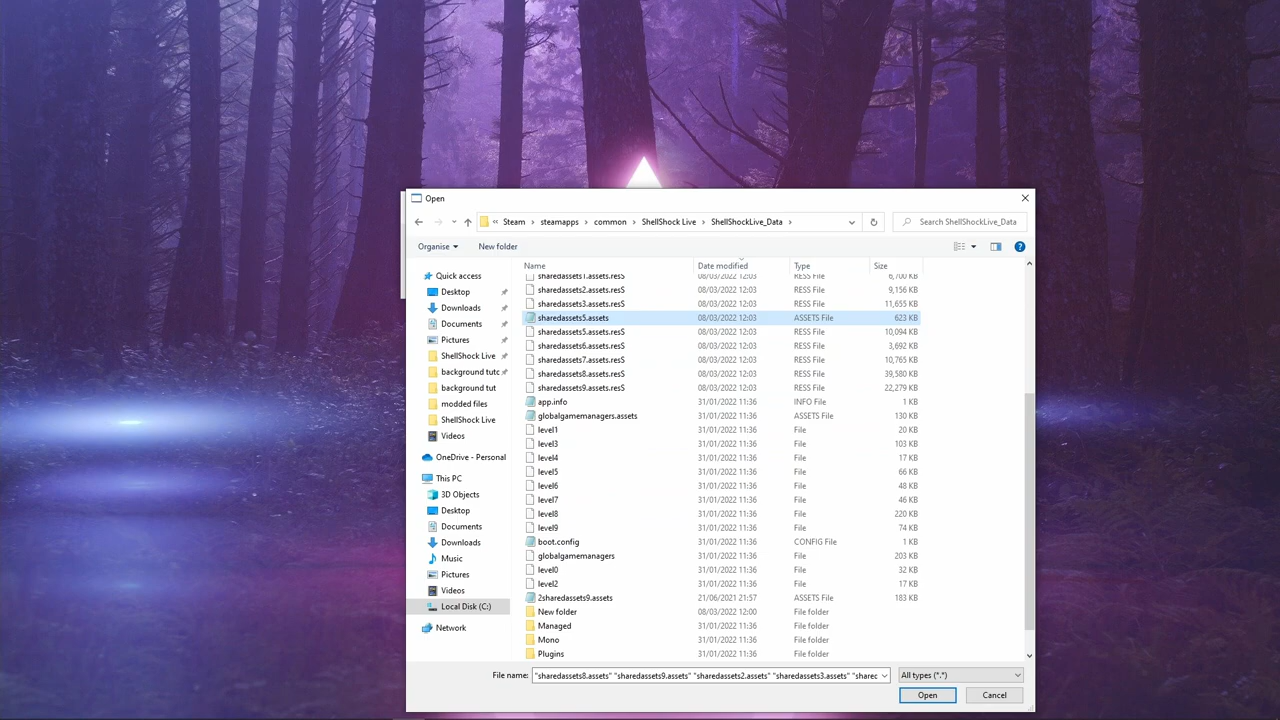 Open
« Steam > steamapps > common > ShellShock Live > ShellShockLive_Data >
Search ShellShockLive_Data
Organise
New folder
Name Date modified Type Size
sharedassets1.assets.resS 08/03/2022 12:03 RESS File 6,700 KB
sharedassets2.assets.resS 08/03/2022 12:03 RESS File 9,156 KB
sharedassets3.assets.resS 08/03/2022 12:03 RESS File 11,655 KB
sharedassets5.assets 08/03/2022 12:03 ASSETS File 623 KB
sharedassets5.assets.resS 08/03/2022 12:03 RESS File 10,094 KB
sharedassets6.assets.resS 08/03/2022 12:03 RESS File 3,692 KB
sharedassets7.assets.resS 08/03/2022 12:03 RESS File 10,765 KB
sharedassets8.assets.resS 08/03/2022 12:03 RESS File 39,580 KB
sharedassets9.assets.resS 08/03/2022 12:03 RESS File 22,279 KB
app.info 31/01/2022 11:36 INFO File 1 KB
globalgamemanagers.assets 31/01/2022 11:36 ASSETS File 130 KB
level1 31/01/2022 11:36 File 20 KB
level3 31/01/2022 11:36 File 103 KB
level4 31/01/2022 11:36 File 17 KB
level5 31/01/2022 11:36 File 66 KB
level6 31/01/2022 11:36 File 48 KB
level7 31/01/2022 11:36 File 46 KB
level8 31/01/2022 11:36 File 220 KB
level9 31/01/2022 11:36 File 74 KB
boot.config 31/01/2022 11:36 CONFIG File 1 KB
globalgamemanagers 31/01/2022 11:36 File 203 KB
level0 31/01/2022 11:36 File 32 KB
level2 31/01/2022 11:36 File 17 KB
2sharedassets9.assets 21/06/2021 21:57 ASSETS File 183 KB
New folder 08/03/2022 12:00 File folder
Managed 31/01/2022 11:36 File folder
Mono 31/01/2022 11:36 File folder
Plugins 31/01/2022 11:36 File folder
Quick access
Desktop
Downloads
Documents
Pictures
ShellShock Live
background tutc
background tut
modded files
ShellShock Live
Videos
OneDrive - Personal
This PC
3D Objects
Desktop
Documents
Downloads
Music
Pictures
Videos
Local Disk (C:)
Network
File name: "sharedassets8.assets" "sharedassets9.assets" "sharedassets2.assets" "sharedassets3.assets" "sharec
All types (*.*)
Open
Cancel